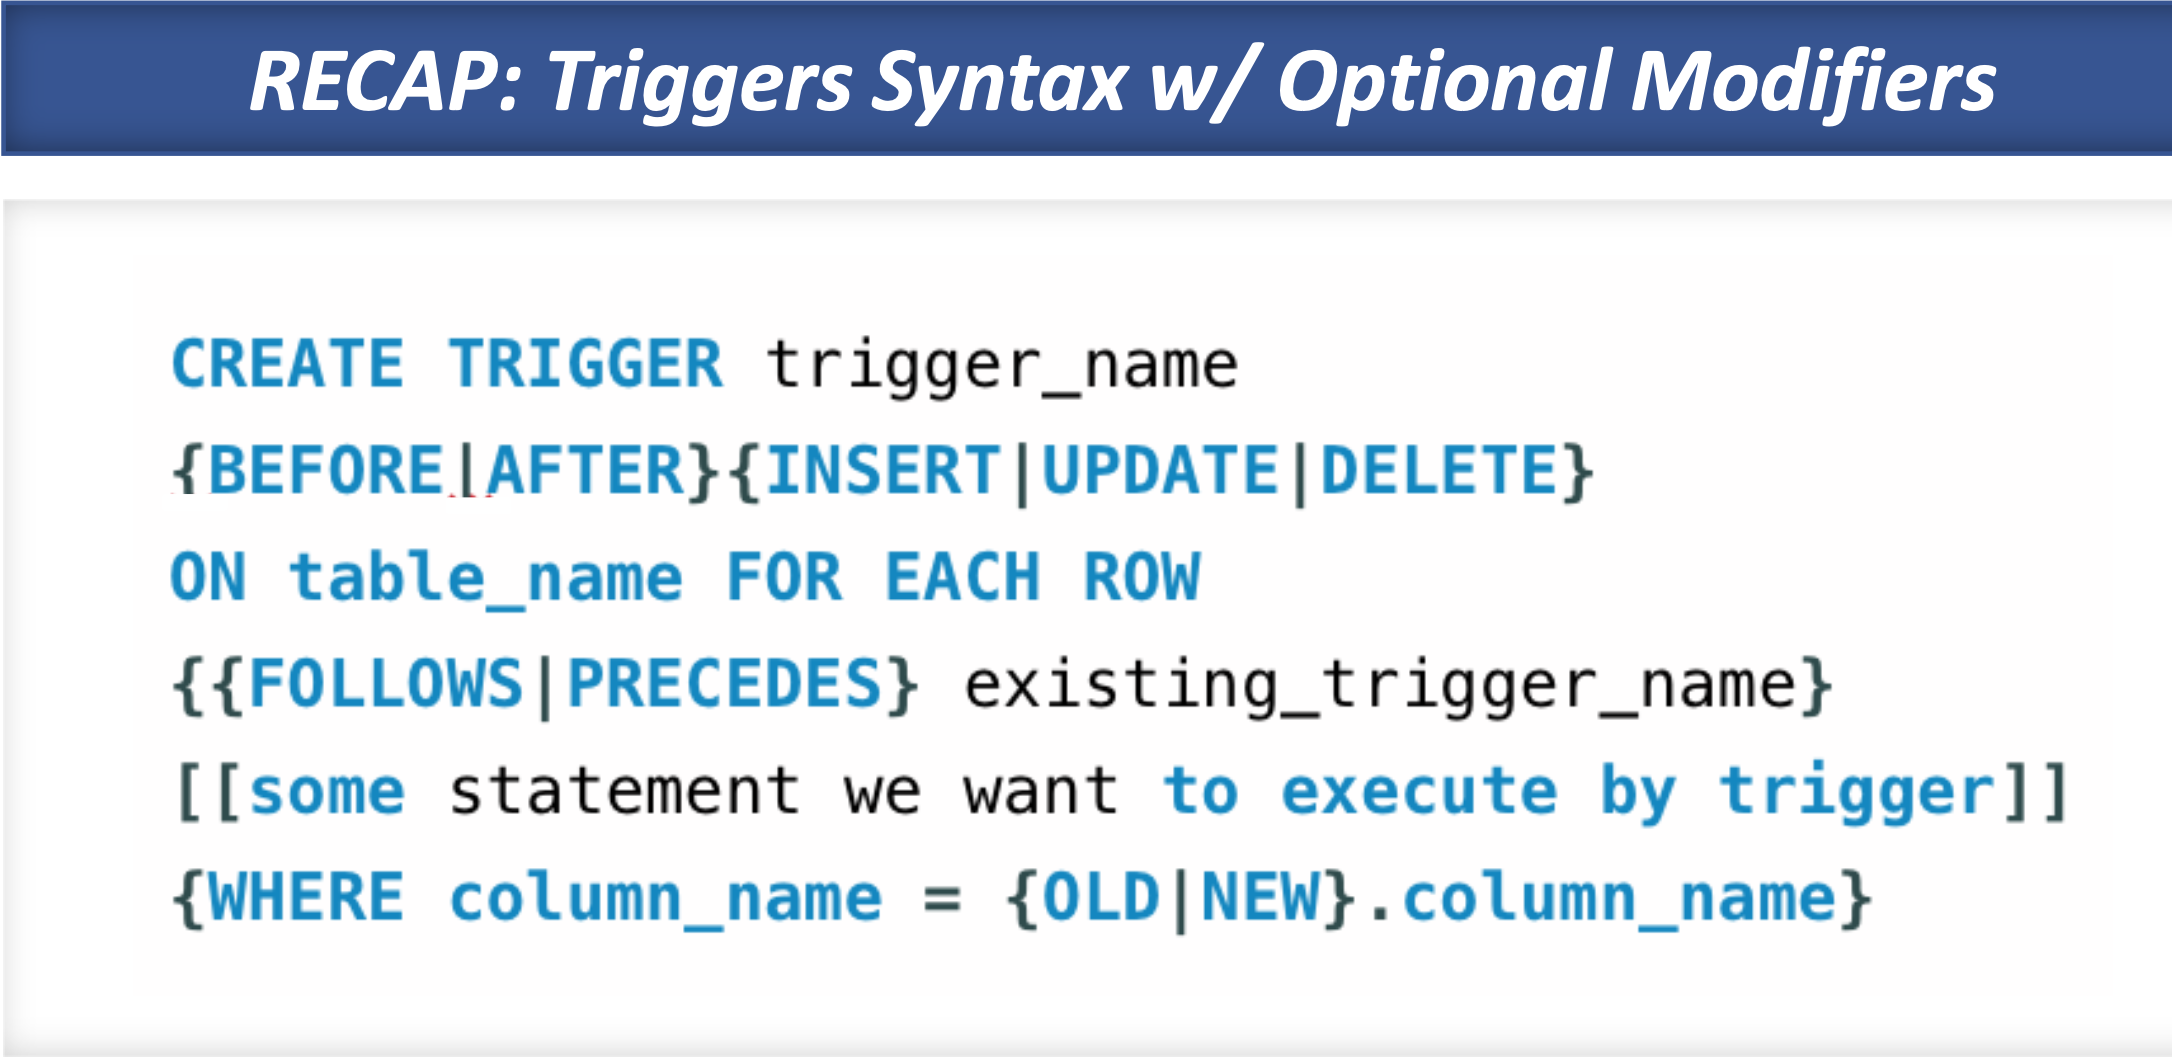 RECAP: Triggers Syntax w/ Optional Modifiers
CREATE TRIGGER trigger_name
{BEFORE|AFTER}{INSERT|UPDATE|DELETE}
ON table_name FOR EACH ROW
{{FOLLOWS|PRECEDES} existing_trigger_name}
[[some statement we want to execute by trigger]]
{WHERE column_name = {OLD|NEW}.column_name}